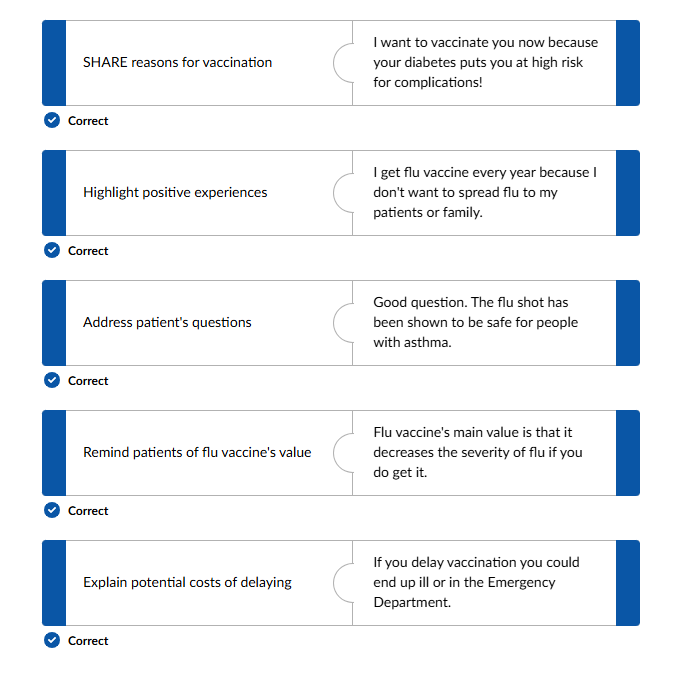 SHARE reasons for vaccination
I want to vaccinate you now because
your diabetes puts you at high risk
for complications!
Correct
Highlight positive experiences
I get flu vaccine every year because I
don't want to spread flu to my
patients or family.
Correct
Address patient's questions
Good question. The flu shot has
been shown to be safe for people
with asthma.
Correct
Remind patients of flu vaccine's value
Flu vaccine's main value is that it
decreases the severity of flu if you
do get it.
Correct
Explain potential costs of delaying
If you delay vaccination you could
end up ill or in the Emergency
Department.
Correct